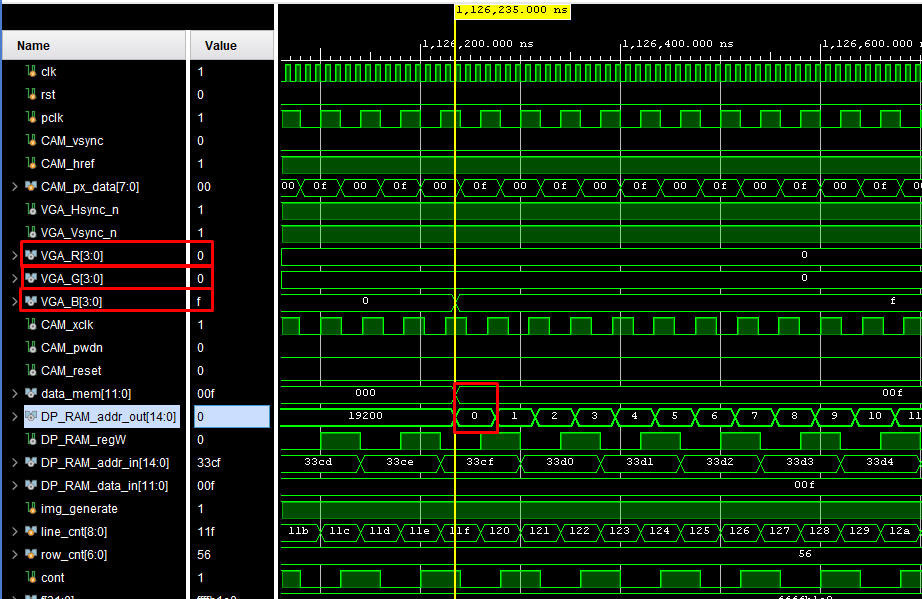 1,126,235.000 ns
Name Value 1,126,200.000 ns 1,126,400.000 ns 1,126,600.000
clk 1
rst 0
pclk 1
CAM_vsync 0
CAM_href 1
CAM_px_data[7:0] 00 00 0f 00 0f 00 0f 00 0f 00 0f 00 0f 00 0f 00 0f 00
VGA_Hsync_n 1
VGA_Vsync_n 1
VGA_R[3:0] 0 0
VGA_G[3:0] 0 0
VGA_B[3:0] f 0 f
CAM_xclk 1
CAM_pwdn 0
CAM_reset 0
data_mem[11:0] 00f 000 00f
DP_RAM_addr_out[14:0] 0 19200 0 1 2 3 4 5 6 7 8 9 10 11
DP_RAM_regW 0
DP_RAM_addr_in[14:0] 33cf 33cd 33ce 33cf 33d0 33d1 33d2 33d3 33d4
DP_RAM_data_in[11:0] 00f 00f
img_generate 1
line_cnt[8:0] 11f 11b 11c 11d 11e 11f 120 121 122 123 124 125 126 127 128 129 12a
row_cnt[6:0] 56 56
cont 1